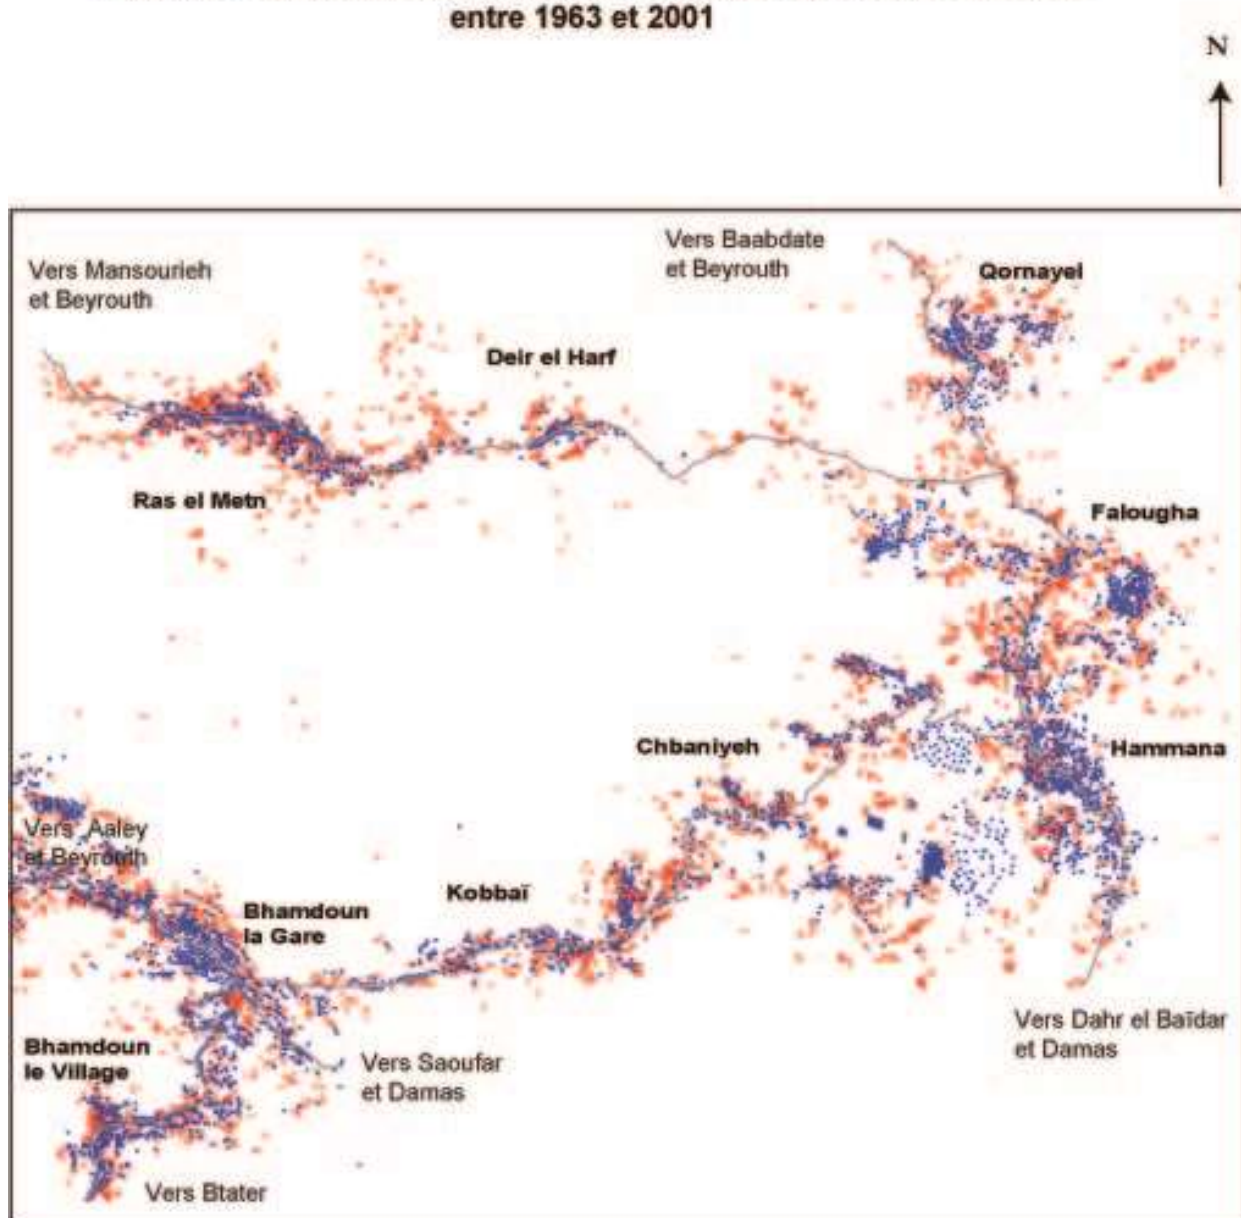 entre 1963 et 2001
N
Vers Mansourieh
et Beyrouth
Vers Baabdate
et Beyrouth
Qornayel
Deir el Harf
Ras el Metn
Falougha
Chbaniyeh
Hammana
Vers Aaley
et Beyrouth
Kobbaï
Bhamdoun
la Gare
Bhamdoun
le Village
Vers Saoufar
et Damas
Vers Dahr el Baïdar
et Damas
Vers Btater